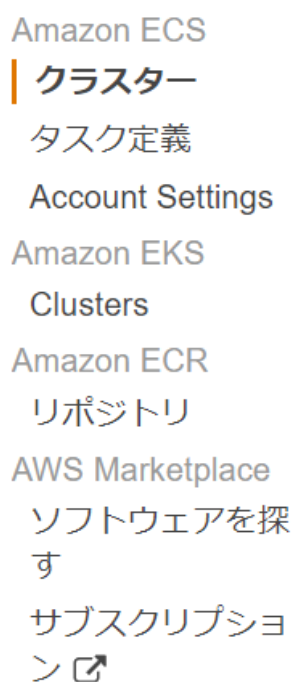 Amazon ECS
クラスター
タスク定義
Account Settings
Amazon EKS
Clusters
Amazon ECR
リポジトリ
AWS Marketplace
ソフトウェアを探
す
サブスクリプショ
ン